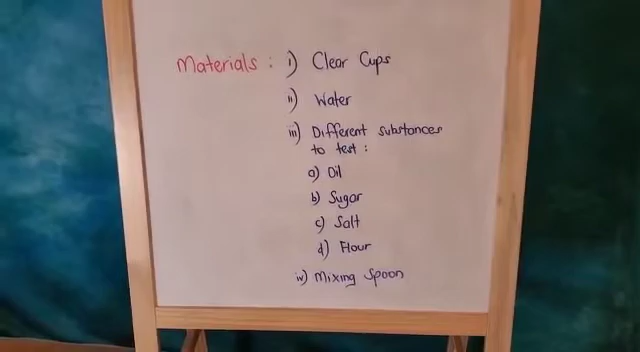 Materials : i) Clear Cups
ii) Water
iii) Different substances
to test :
a) Oil
b) Sugar
c) Salt
d) Flour
iv) Mixing Spoon